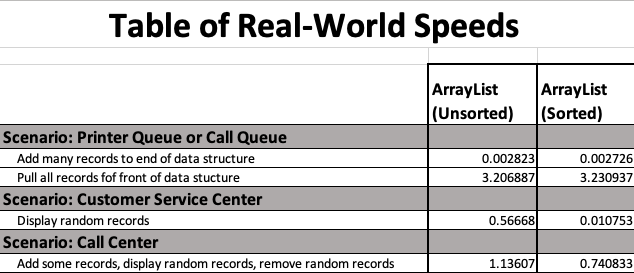 Table of Real-World Speeds
ArrayList (Unsorted) ArrayList (Sorted)
Scenario: Printer Queue or Call Queue
Add many records to end of data structure 0.002823 0.002726
Pull all records fof front of data stucture 3.206887 3.230937
Scenario: Customer Service Center
Display random records 0.56668 0.010753
Scenario: Call Center
Add some records, display random records, remove random records 1.13607 0.740833